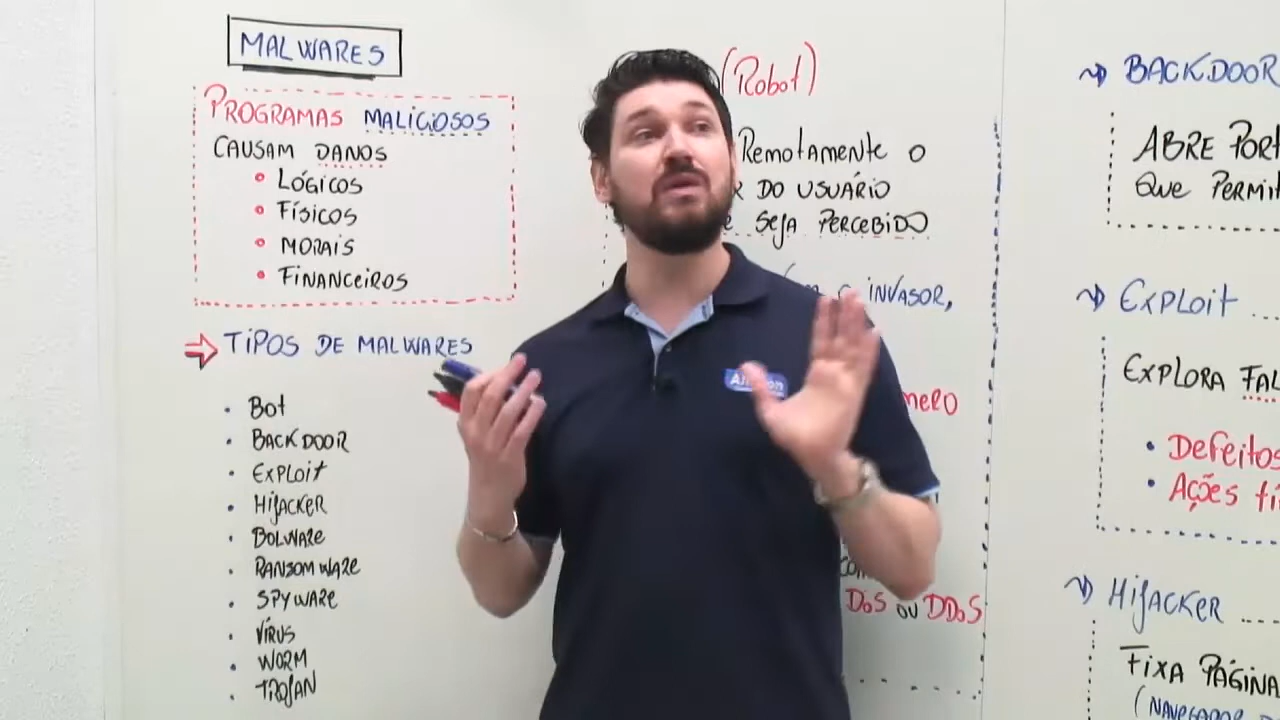 MALWARES
PROGRAMAS MALICIOSOS
CAUSAM DANOS
LÓGICOS
FÍSICOS
MORAIS
FINANCEIROS
TIPOS DE MALWARES
BOT
BACKDOOR
EXPLOIT
HIJACKER
BOLWARE
RANSOMWARE
SPYWARE
VÍRUS
WORM
TROJAN
(Robot)
REMOTAMENTE O
DO USUÁRIO
SEJA PERCEBIDO
O INVASOR,
DoS OU DDoS
BACKDOOR
ABRE
QUE
EXPLOIT
EXPLORA
Defeitos
Ações
HIJACKER
FIXA PÁGINA